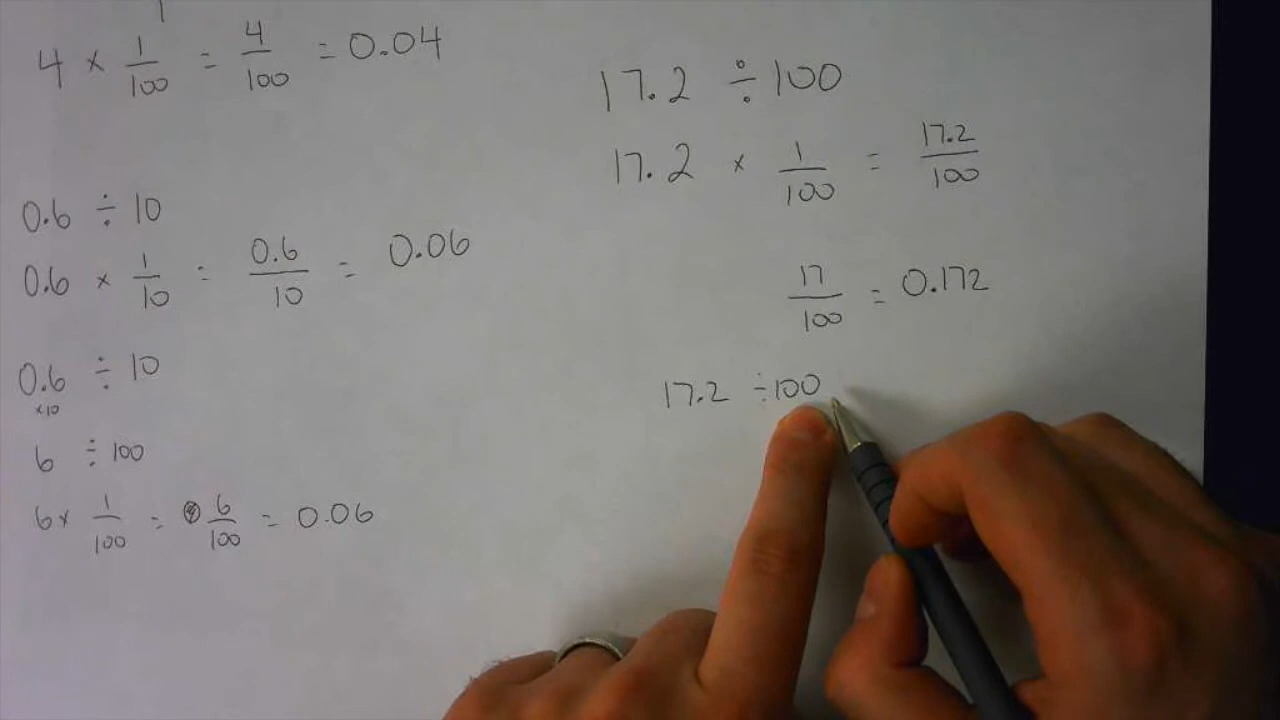 4 × 1/100 = 4/100 = 0.04
0.6 ÷ 10
0.6 × 1/10 = 0.6/10 = 0.06
0.6 ÷ 10
×10
6 ÷ 100
6 × 1/100 = 6/100 = 0.06
17.2 ÷ 100
17.2 × 1/100 = 17.2/100
17/100 = 0.172
17.2 ÷ 100